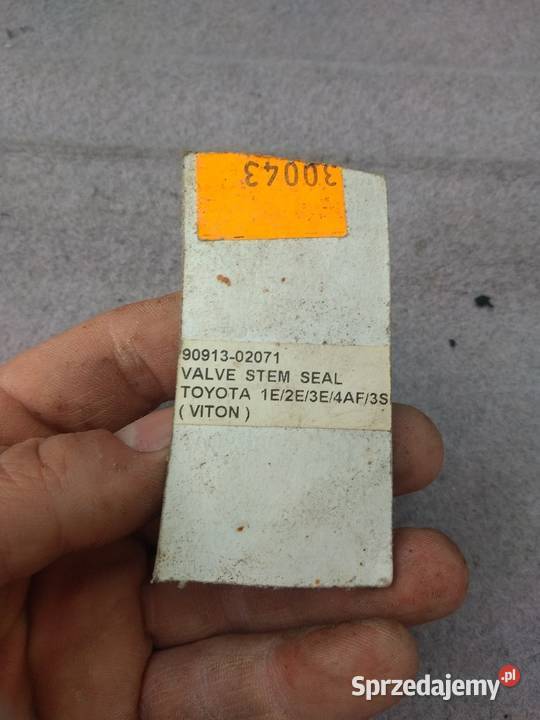 30043
90913-02071
VALVE STEM SEAL
TOYOTA 1E/2E/3E/4AF/3S
( VITON )
Sprzedajemy.pl